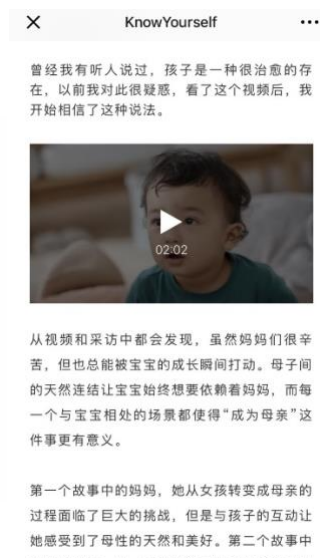 KnowYourself
曾经我有听人说过，孩子是一种很治愈的存
在，以前我对此很疑惑，看了这个视频后，我
开始相信了这种说法。
02:02
从视频和采访中都会发现，虽然妈妈们很辛
苦，但也总能被宝宝的成长瞬间打动。母子间
的天然连结让宝宝始终想要依赖着妈妈，而每
一个与宝宝相处的场景都使得“成为母亲”这
件事更有意义。
第一个故事中的妈妈，她从女孩转变成母亲的
过程面临了巨大的挑战，但是与孩子的互动让
她感受到了母性的天然和美好。第二个故事中